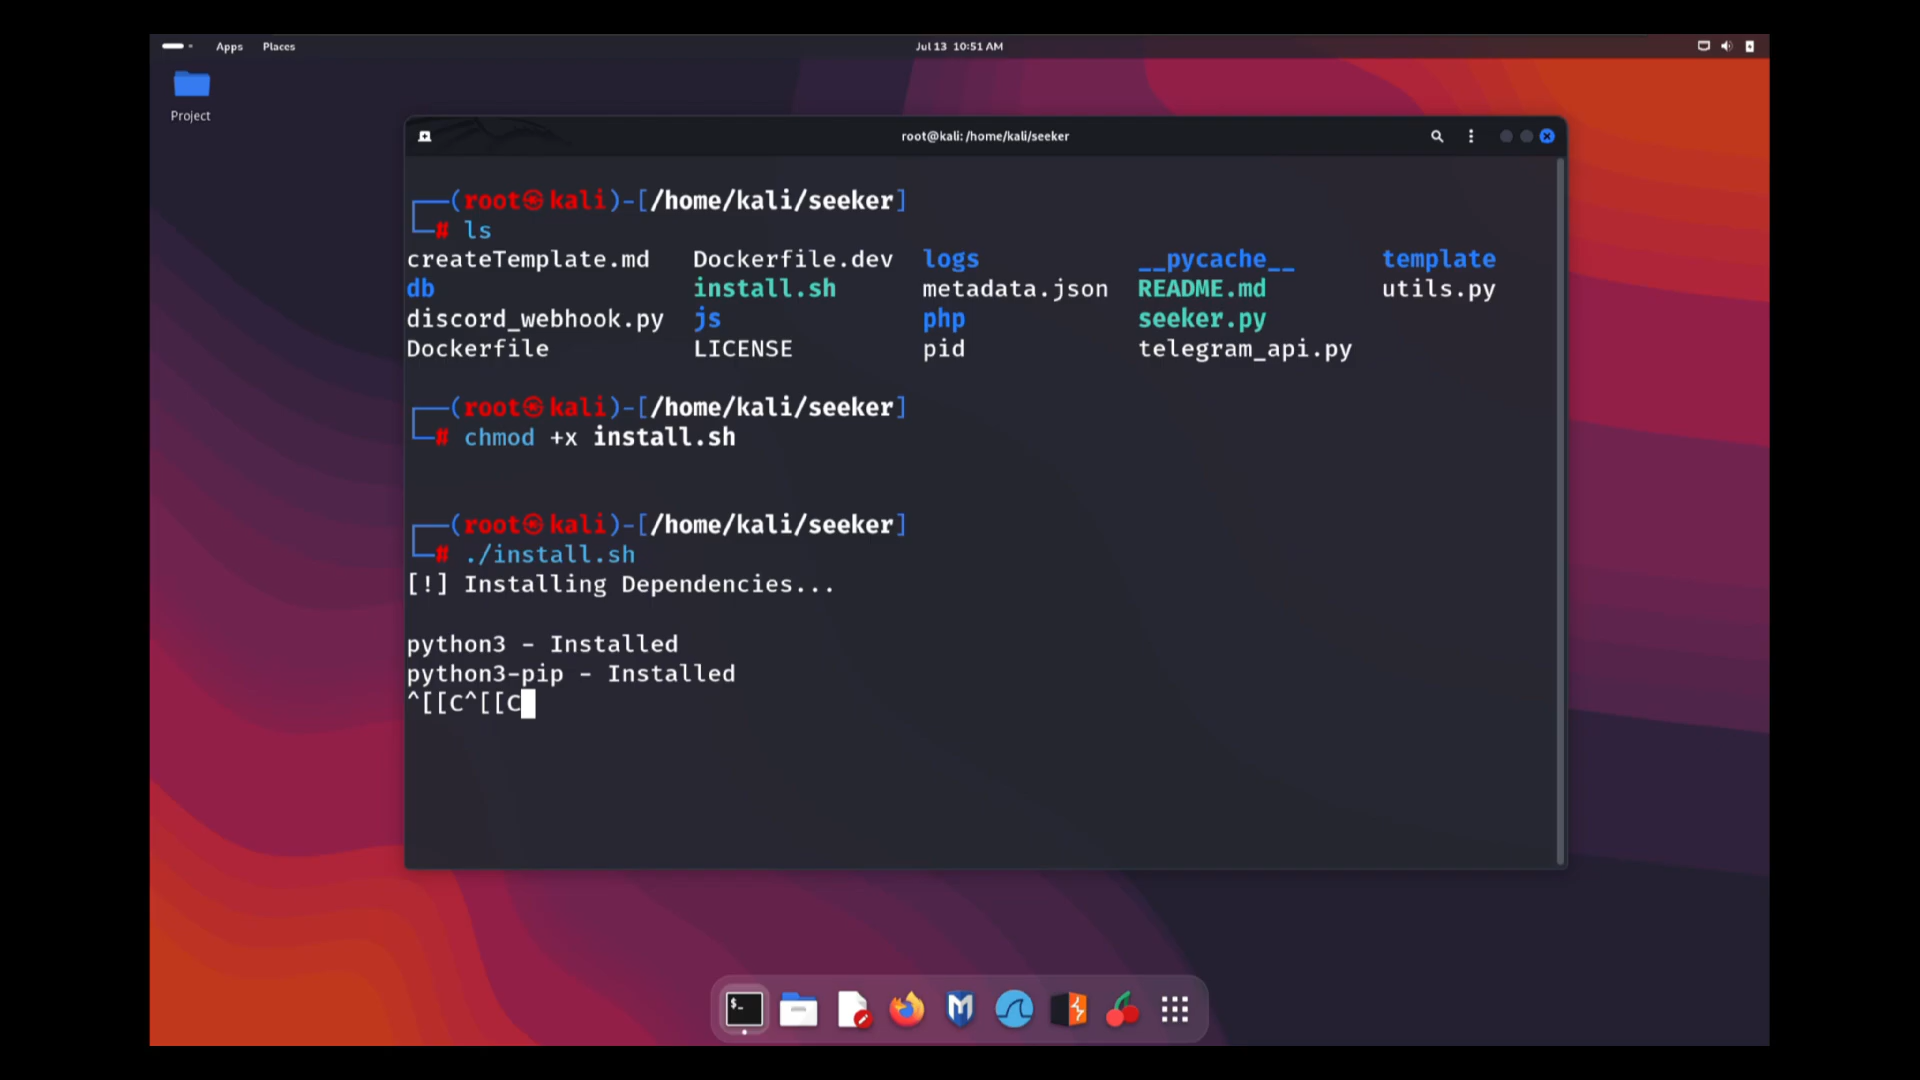 Apps Places Jul 13 10:51 AM
Project
root@kali: /home/kali/seeker
(root㉿kali)-[/home/kali/seeker]
# ls
createTemplate.md Dockerfile.dev logs __pycache__ template
db install.sh metadata.json README.md utils.py
discord_webhook.py js php seeker.py
Dockerfile LICENSE pid telegram_api.py
(root㉿kali)-[/home/kali/seeker]
# chmod +x install.sh
(root㉿kali)-[/home/kali/seeker]
# ./install.sh
[!] Installing Dependencies...
python3 - Installed
python3-pip - Installed
^[[C^[[C